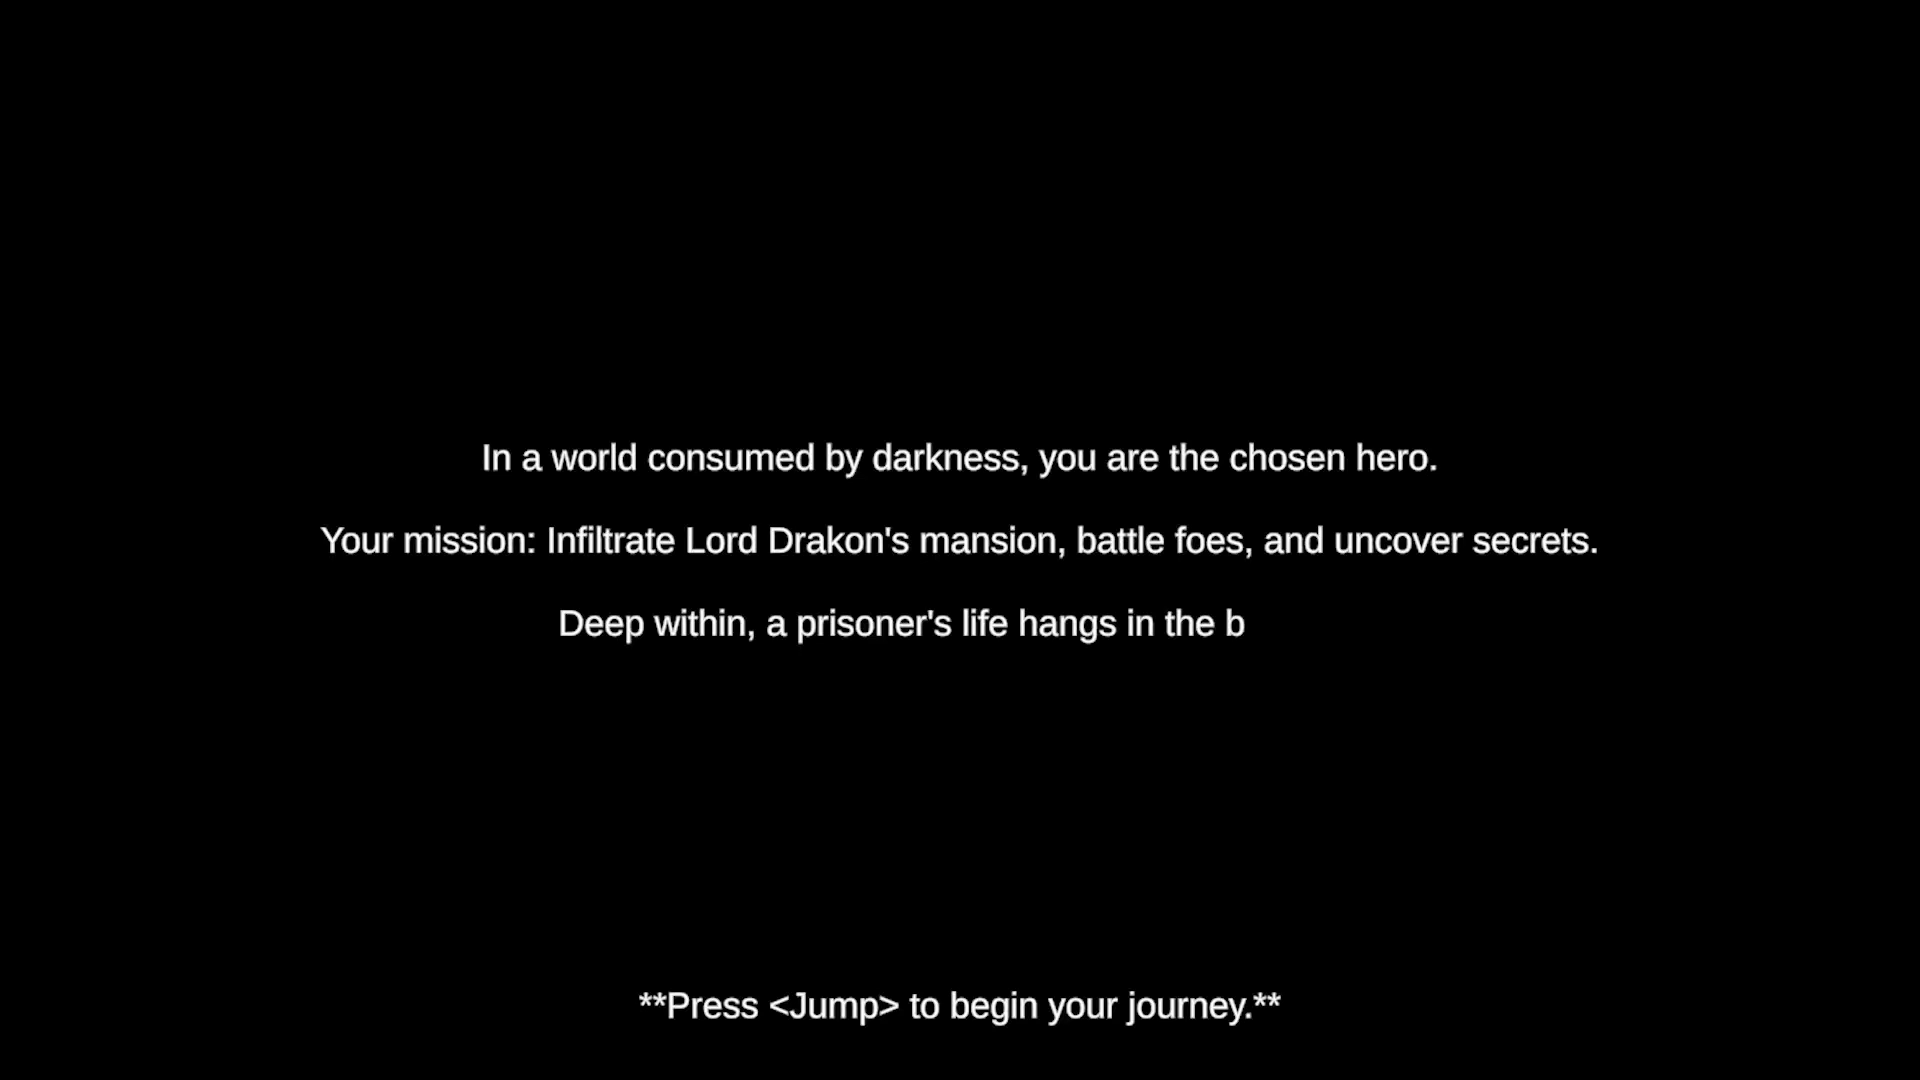 In a world consumed by darkness, you are the chosen hero.
Your mission: Infiltrate Lord Drakon's mansion, battle foes, and uncover secrets.
Deep within, a prisoner's life hangs in the b
**Press <Jump> to begin your journey.**